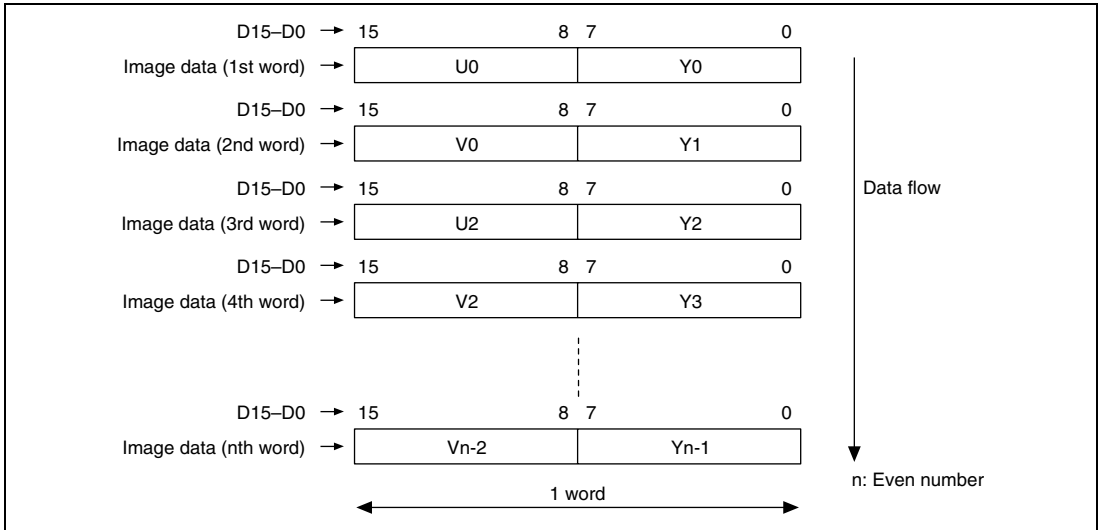 D15–D0 → 15 8 7 0
Image data (1st word) → U0 Y0
D15–D0 → 15 8 7 0
Image data (2nd word) → V0 Y1
D15–D0 → 15 8 7 0
Data flow
Image data (3rd word) → U2 Y2
D15–D0 → 15 8 7 0
Image data (4th word) → V2 Y3
D15–D0 → 15 8 7 0
Image data (nth word) → Vn-2 Yn-1
n: Even number
1 word